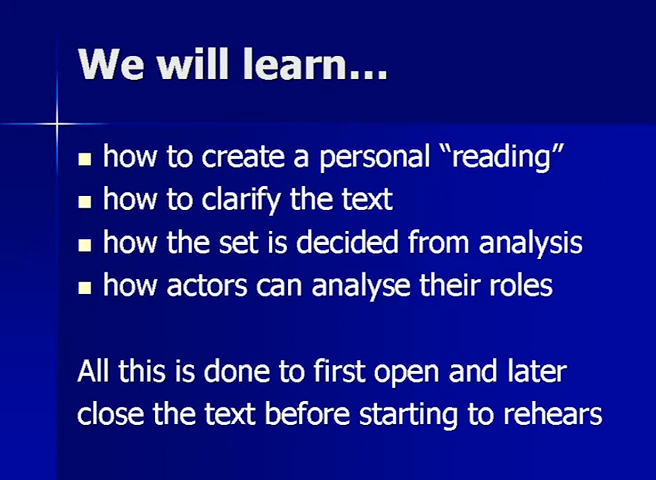 We will learn...
how to create a personal “reading”
how to clarify the text
how the set is decided from analysis
how actors can analyse their roles
All this is done to first open and later
close the text before starting to rehears